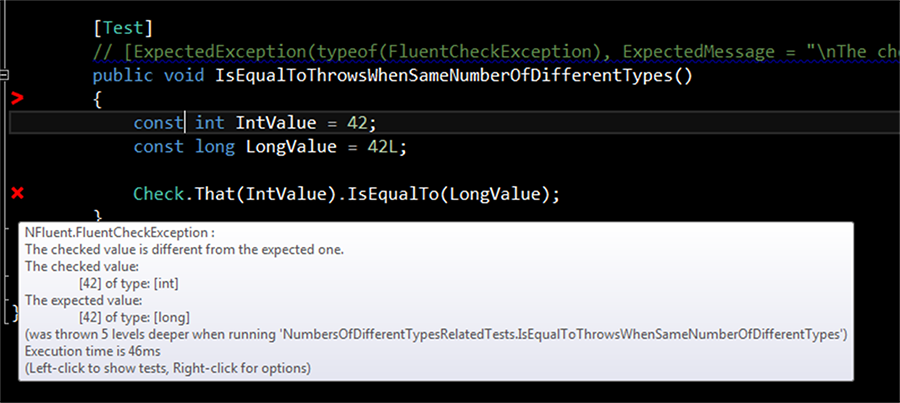 [Test]
// [ExpectedException(typeof(FluentCheckException), ExpectedMessage = "\nThe che
public void IsEqualToThrowsWhenSameNumberOfDifferentTypes()
{
const int IntValue = 42;
const long LongValue = 42L;
Check.That(IntValue).IsEqualTo(LongValue);
}
NFluent.FluentCheckException :
The checked value is different from the expected one.
The checked value:
[42] of type: [int]
The expected value:
[42] of type: [long]
(was thrown 5 levels deeper when running 'NumbersOfDifferentTypesRelatedTests.IsEqualToThrowsWhenSameNumberOfDifferentTypes')
Execution time is 46ms
(Left-click to show tests, Right-click for options)
}